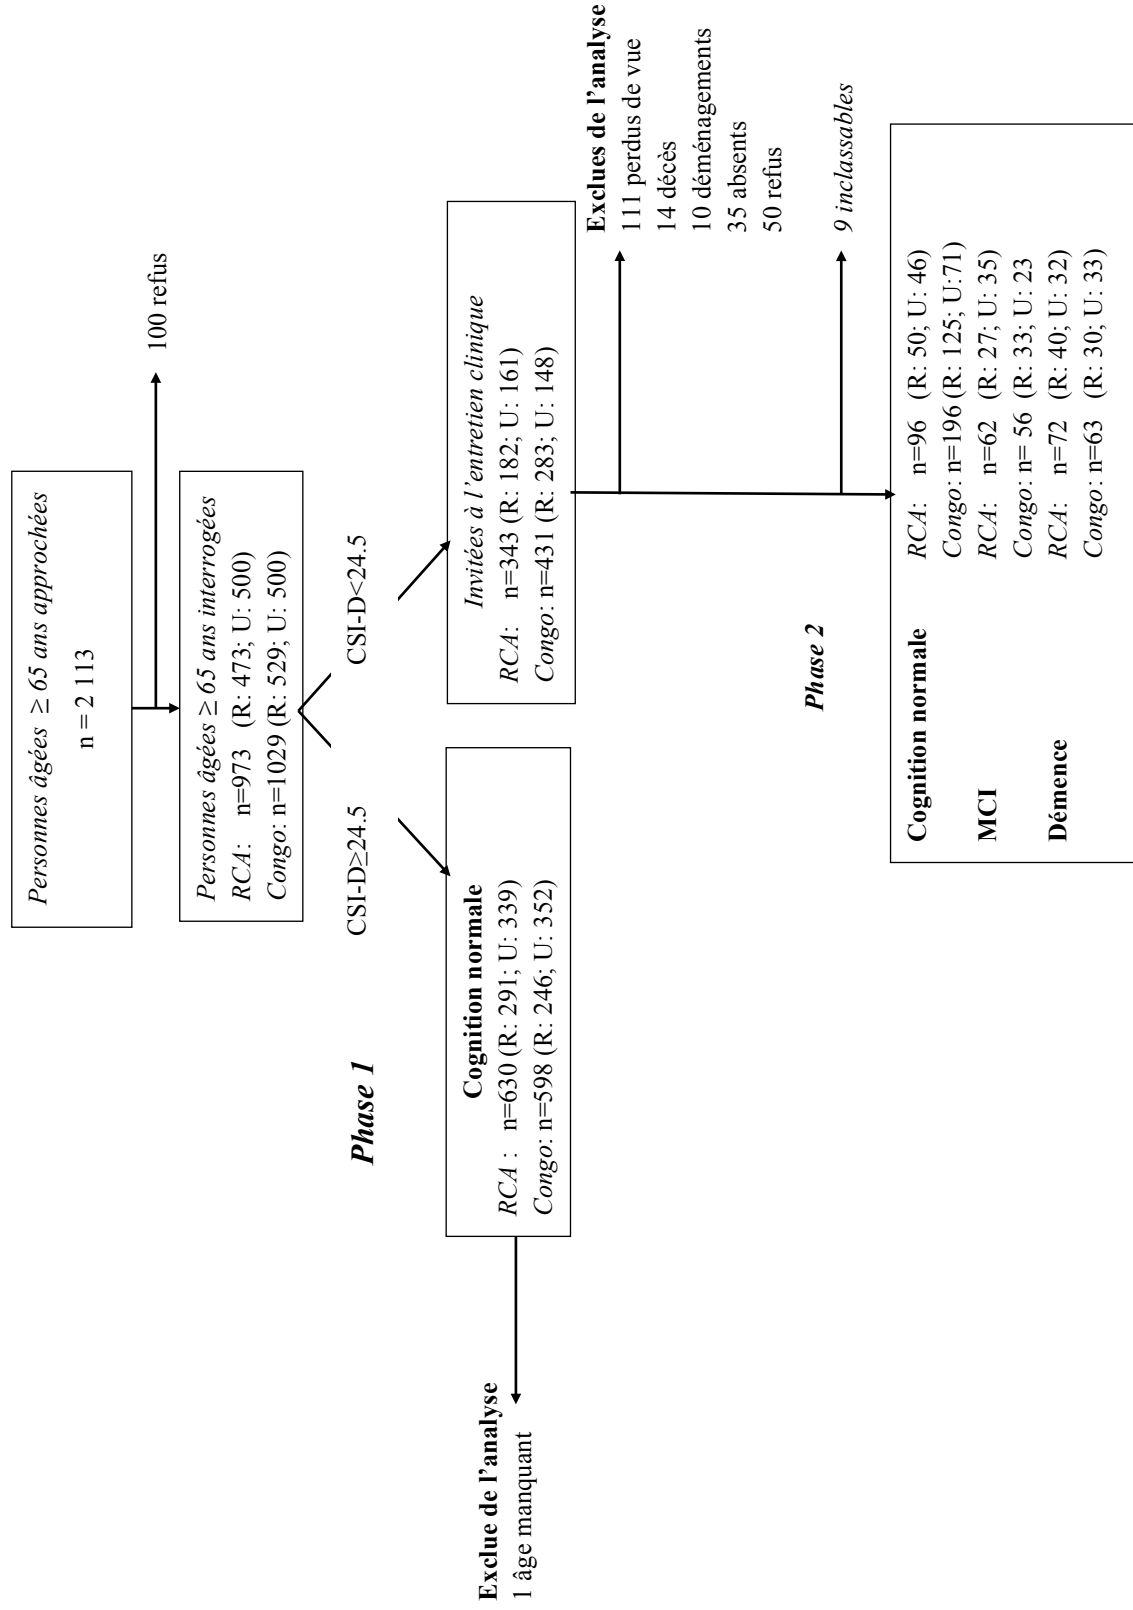 Personnes âgées ≥ 65 ans approchées
n = 2 113
100 refus
Personnes âgées ≥ 65 ans interrogées
RCA: n=973 (R: 473; U: 500)
Congo: n=1029 (R: 529; U: 500)
Phase 1
CSI-D≥24.5
CSI-D<24.5
Cognition normale
RCA : n=630 (R: 291; U: 339)
Congo: n=598 (R: 246; U: 352)
Exclue de l’analyse
1 âge manquant
Invitées à l’entretien clinique
RCA: n=343 (R: 182; U: 161)
Congo: n=431 (R: 283; U: 148)
Exclues de l’analyse
111 perdus de vue
14 décès
10 déménagements
35 absents
50 refus
Phase 2
9 inclassables
Cognition normale RCA: n=96 (R: 50; U: 46)
Congo: n=196 (R: 125; U:71)
MCI RCA: n=62 (R: 27; U: 35)
Congo: n= 56 (R: 33; U: 23
Démence RCA: n=72 (R: 40; U: 32)
Congo: n=63 (R: 30; U: 33)